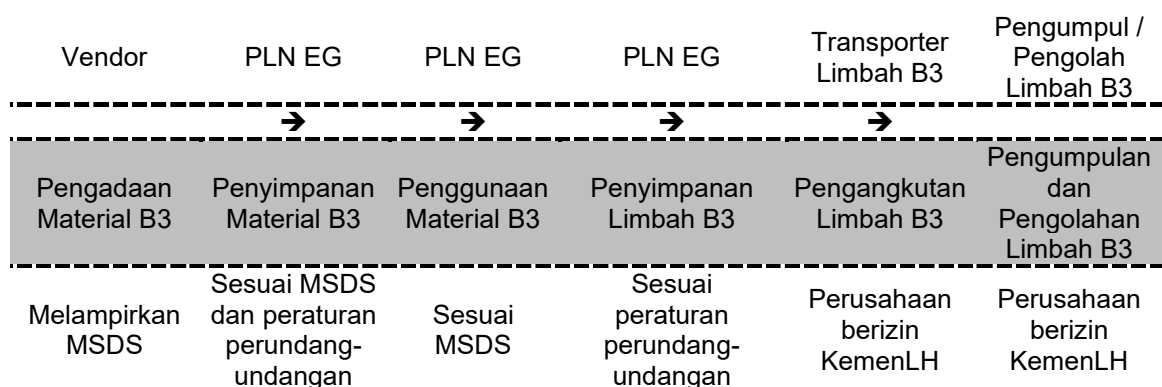 Vendor
PLN EG
PLN EG
PLN EG
Transporter
Limbah B3
Pengumpul /
Pengolah
Limbah B3
➔ ➔ ➔ ➔
Pengadaan
Material B3
Penyimpanan
Material B3
Penggunaan
Material B3
Penyimpanan
Limbah B3
Pengangkutan
Limbah B3
Pengumpulan
dan
Pengolahan
Limbah B3
Melampirkan
MSDS
Sesuai MSDS
dan peraturan
perundang-
undangan
Sesuai
MSDS
Sesuai
peraturan
perundang-
undangan
Perusahaan
berizin
KemenLH
Perusahaan
berizin
KemenLH